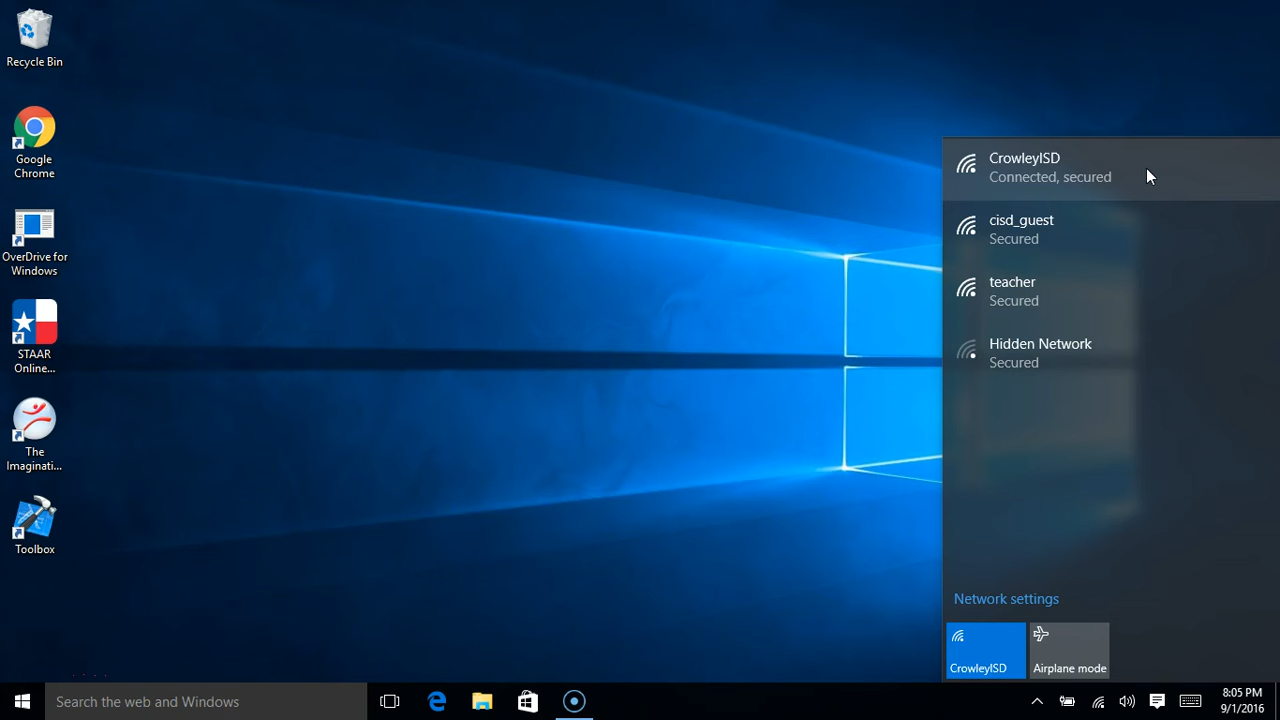 Recycle Bin
Google
Chrome
OverDrive for
Windows
STAAR
Online...
The
Imaginati...
Toolbox
CrowleyISD
Connected, secured
cisd_guest
Secured
teacher
Secured
Hidden Network
Secured
Network settings
CrowleyISD
Airplane mode
Search the web and Windows
8:05 PM
9/1/2016